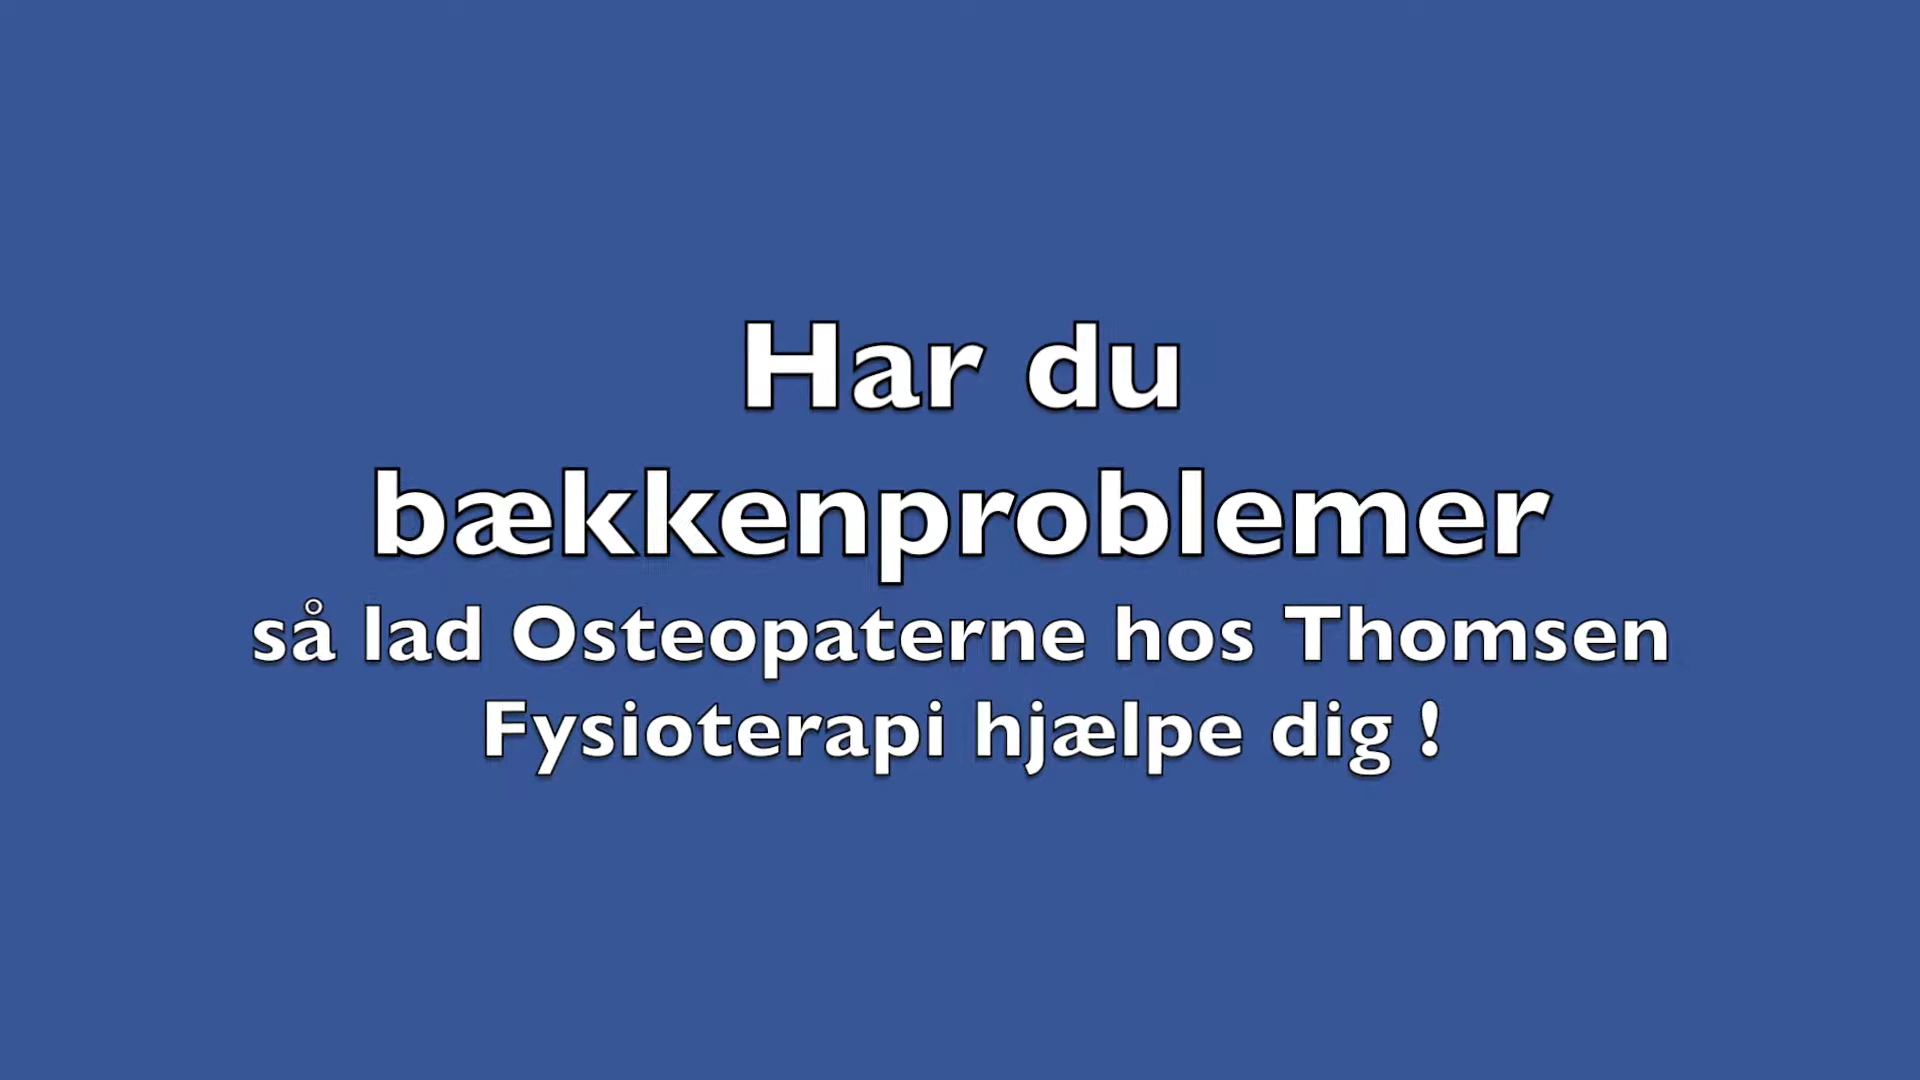 Har du
bækkenproblemer
så lad Osteopaterne hos Thomsen
Fysioterapi hjælpe dig !